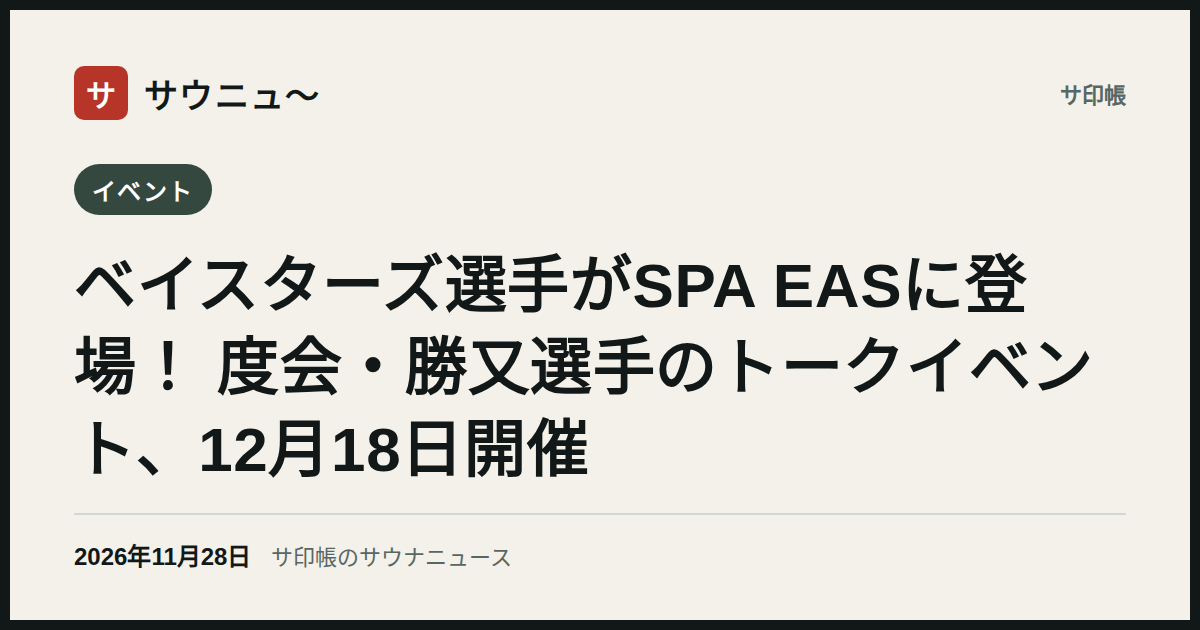 サ サウニュ〜
サ印帳
イベント
ベイスターズ選手がSPA EASに登
場！ 度会・勝又選手のトークイベン
ト、12月18日開催
2026年11月28日 サ印帳のサウナニュース